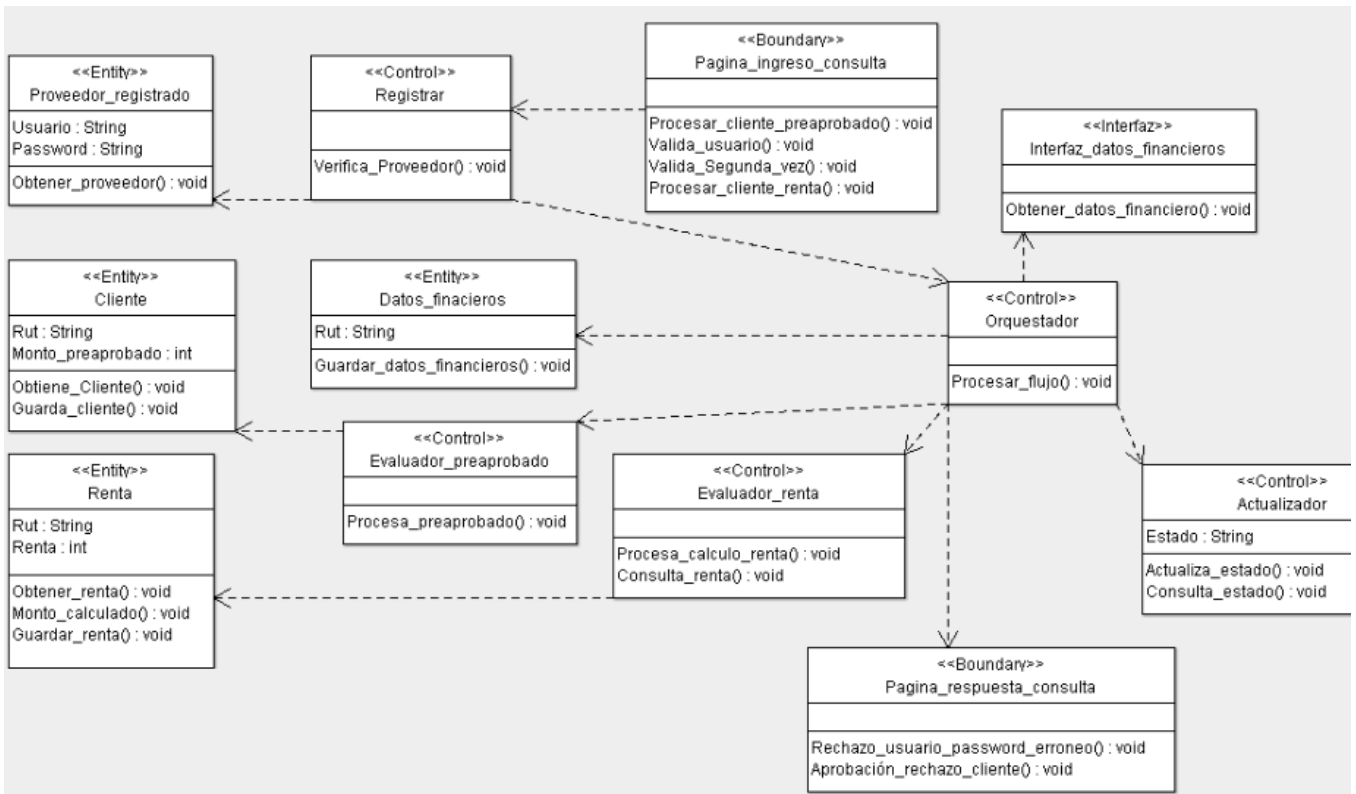 <<Entity>>
Proveedor_registrado
Usuario : String
Password : String
Obtener_proveedor() : void
<<Control>>
Registrar
Verifica_Proveedor() : void
<<Boundary>>
Pagina_ingreso_consulta
Procesar_cliente_preaprobado() : void
Valida_usuario() : void
Valida_Segunda_vez() : void
Procesar_cliente_renta() : void
<<Interfaz>>
Interfaz_datos_financieros
Obtener_datos_financiero() : void
<<Entity>>
Cliente
Rut : String
Monto_preaprobado : int
Obtiene_Cliente() : void
Guarda_cliente() : void
<<Entity>>
Datos_finacieros
Rut : String
Guardar_datos_financieros() : void
<<Control>>
Orquestador
Procesar_flujo() : void
<<Control>>
Evaluador_preaprobado
Procesa_preaprobado() : void
<<Entity>>
Renta
Rut : String
Renta : int
Obtener_renta() : void
Monto_calculado() : void
Guardar_renta() : void
<<Control>>
Evaluador_renta
Procesa_calculo_renta() : void
Consulta_renta() : void
<<Control>>
Actualizador
Estado : String
Actualiza_estado() : void
Consulta_estado() : void
<<Boundary>>
Pagina_respuesta_consulta
Rechazo_usuario_password_erroneo() : void
Aprobación_rechazo_cliente() : void